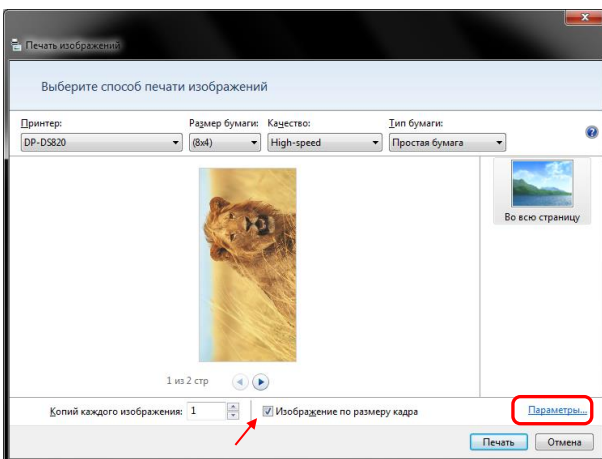 Печать изображений
Выберите способ печати изображений
Принтер: Размер бумаги: Качество: Тип бумаги:
DP-DS820 (8x4) High-speed Простая бумага
Во всю страницу
1 из 2 стр
Копий каждого изображения: 1 Изображение по размеру кадра Параметры...
Печать Отмена